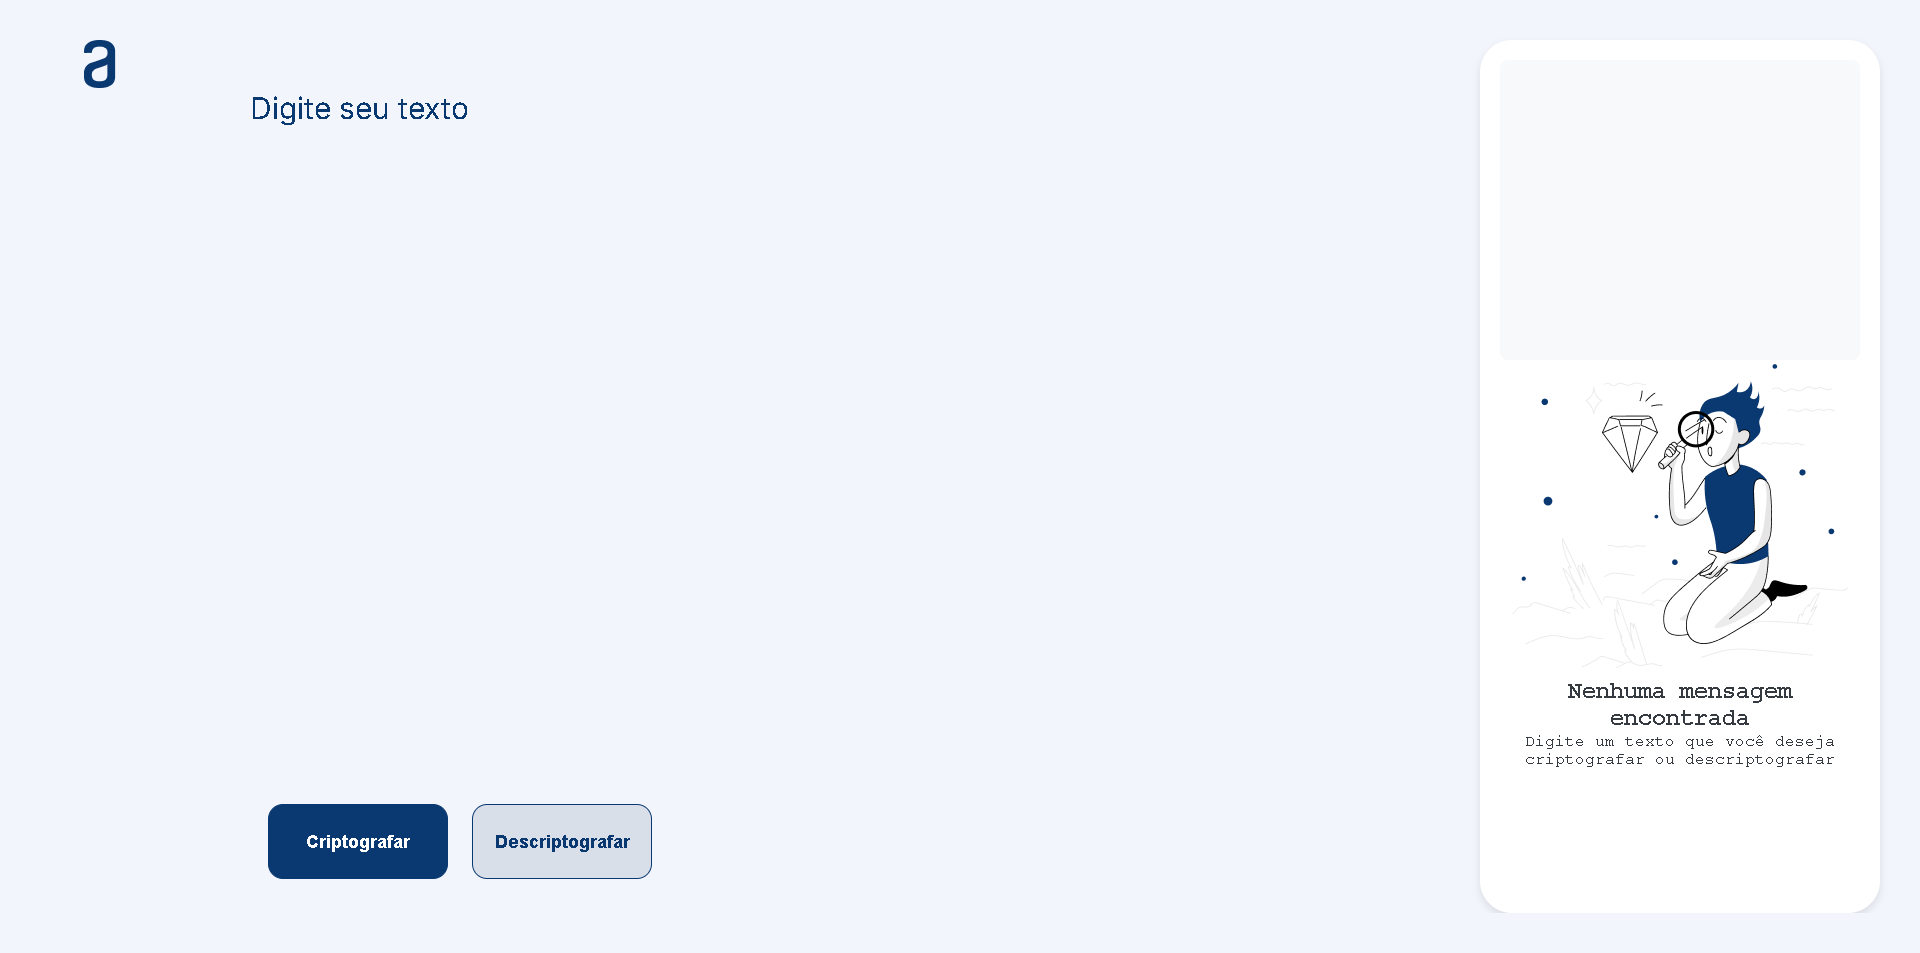 a
Digite seu texto
Criptografar
Descriptografar
Nenhuma mensagem
encontrada
Digite um texto que você deseja
criptografar ou descriptografar